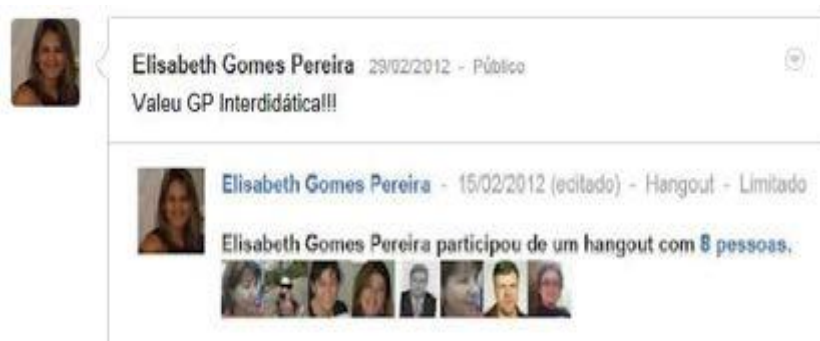 Elisabeth Gomes Pereira 29/02/2012 - Público
Valeu GP Interdidática!!!
Elisabeth Gomes Pereira - 15/02/2012 (editado) - Hangout - Limitado
Elisabeth Gomes Pereira participou de um hangout com 8 pessoas.